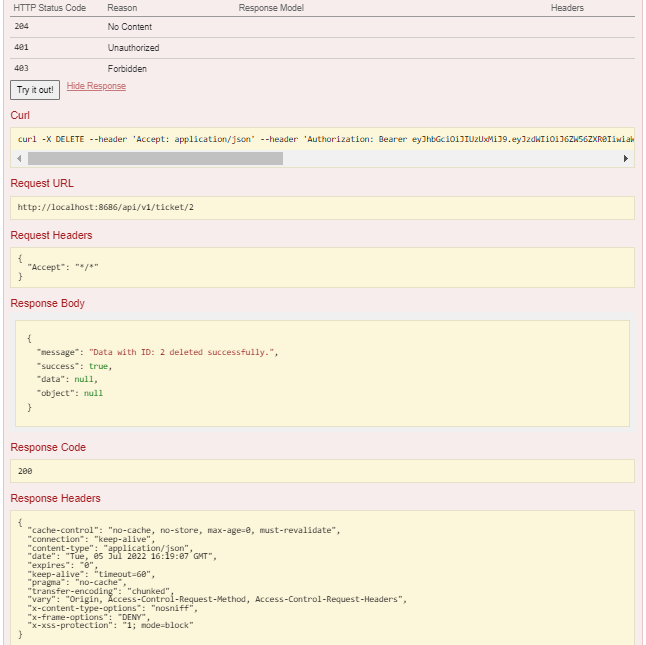 HTTP Status Code Reason Response Model Headers
204 No Content
401 Unauthorized
403 Forbidden
Try it out! Hide Response
Curl
curl -X DELETE --header 'Accept: application/json' --header 'Authorization: Bearer
Request URL
http://localhost:8686/api/v1/ticket/2
Request Headers
{
"Accept": "*/*"
}
Response Body
{
"message": "Data with ID: 2 deleted successfully.",
"success": true,
"data": null,
"object": null
}
Response Code
200
Response Headers
{
"cache-control": "no-cache, no-store, max-age=0, must-revalidate",
"connection": "keep-alive",
"content-type": "application/json",
"date": "Tue, 05 Jul 2022 16:19:07 GMT",
"expires": "0",
"keep-alive": "timeout=60",
"pragma": "no-cache",
"transfer-encoding": "chunked",
"vary": "Origin, Access-Control-Request-Method, Access-Control-Request-Headers",
"x-content-type-options": "nosniff",
"x-frame-options": "DENY",
"x-xss-protection": "1; mode=block"
}